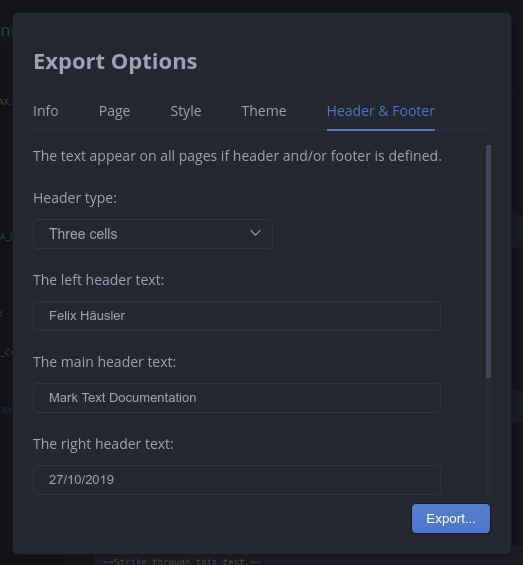 Export Options
Info Page Style Theme Header & Footer
The text appear on all pages if header and/or footer is defined.
Header type:
Three cells
The left header text:
Felix Häusler
The main header text:
Mark Text Documentation
The right header text:
27/10/2019
Export...
~~Strike through this text.~~